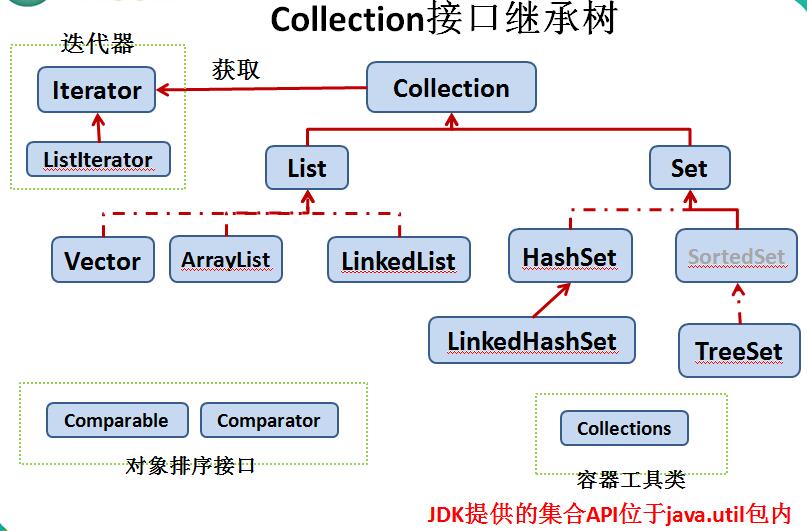 Collection接口继承树
迭代器
获取
Iterator
Collection
ListIterator
List
Set
Vector
ArrayList
LinkedList
HashSet
SortedSet
LinkedHashSet
TreeSet
Comparable
Comparator
Collections
对象排序接口
容器工具类
JDK提供的集合API位于java.util包内